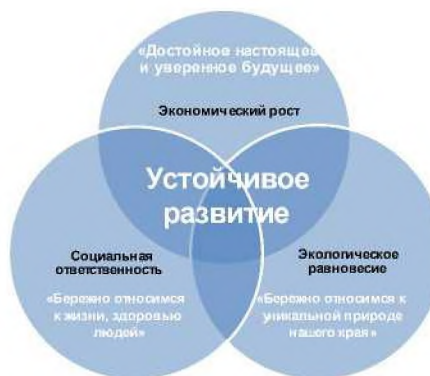 «Достойное настоящее
и уверенное будущее»
Экономический рост
Устойчивое
развитие
Социальная
ответственность
«Бережно относимся
к жизни, здоровью
людей»
Экологическое
равновесие
«Бережно относимся к
уникальной природе
нашего края»